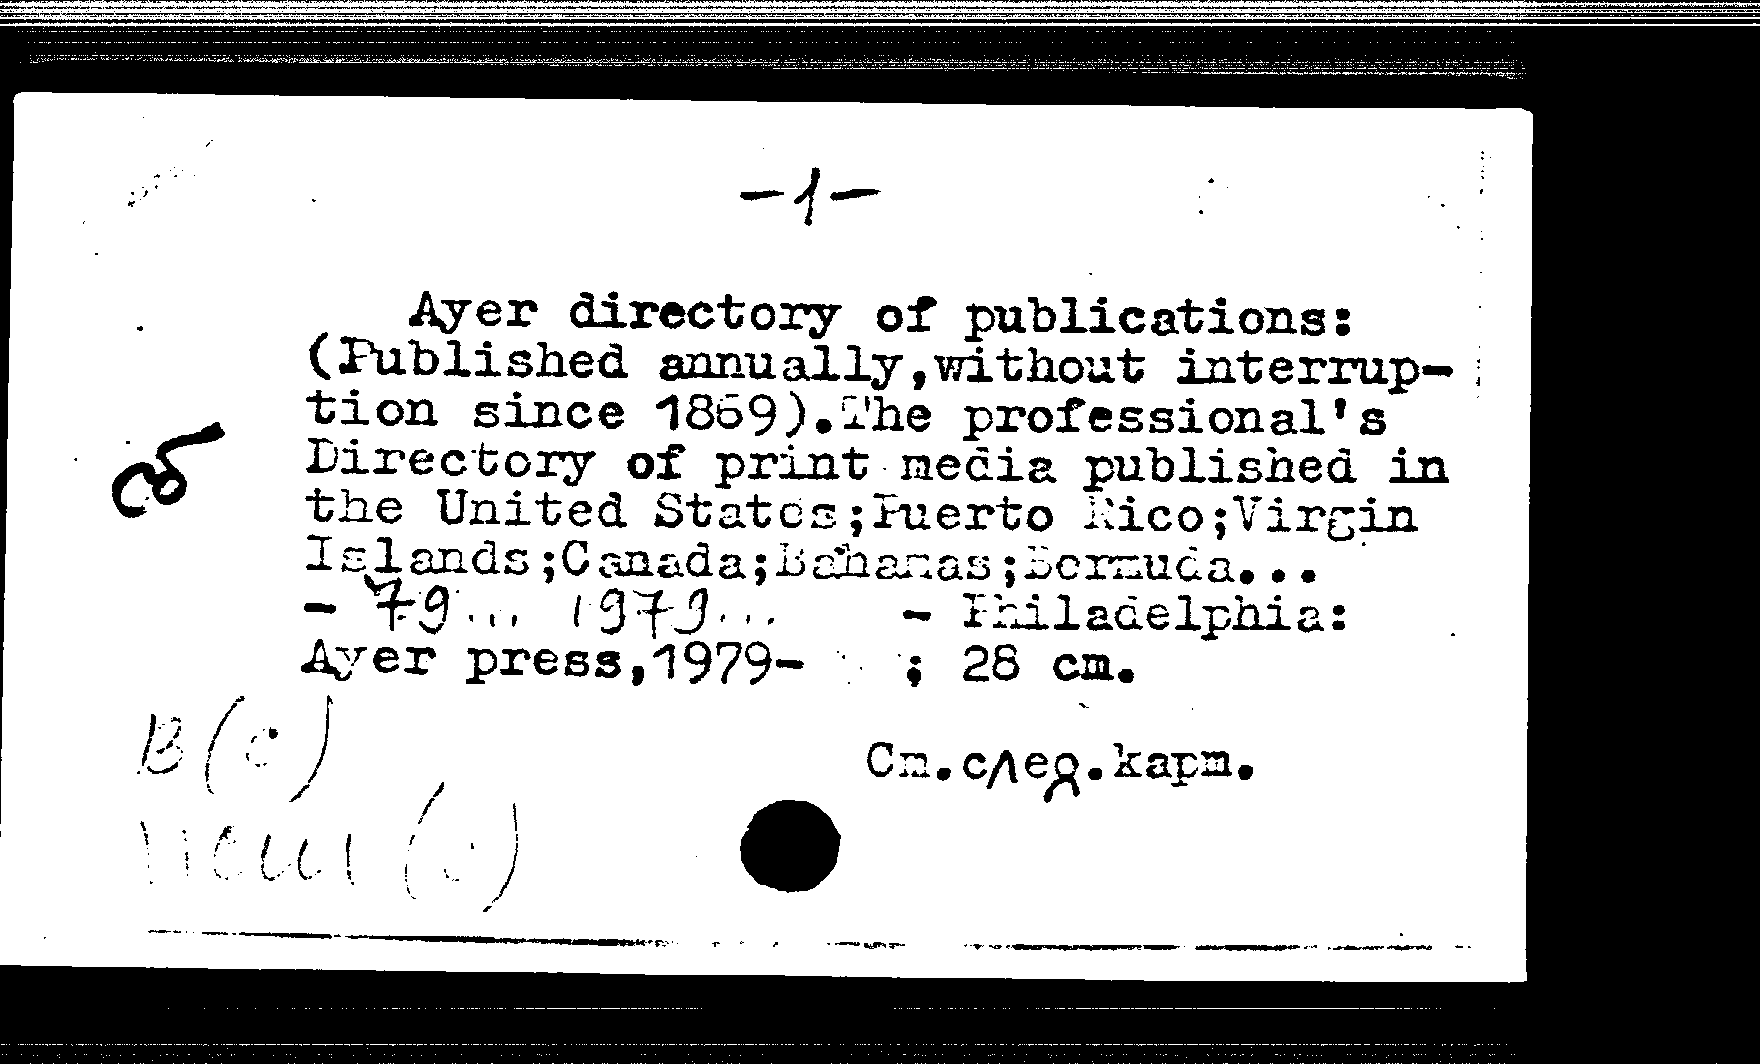 -1-
Ayer directory of publications:
(Published annually,without interrup-
tion since 1869).The professional's
Directory of print media published in
the United States;Puerto Rico;Virgin
Islands;Canada;Bahamas;Bermuda...
- 79... 1979... - Philadelphia:
Ayer press,1979- ; 28 cm.
сб
В(с)
См.след.карт.